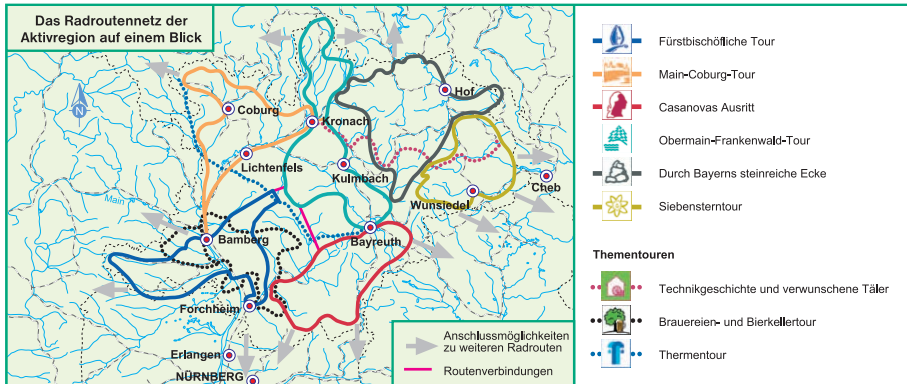 Das Radroutennetz der
Aktivregion auf einem Blick
N
Coburg
Kronach
Hof
Lichtenfels
Kulmbach
Cheb
Wunsiedel
Main
Bamberg
Bayreuth
Forchheim
Erlangen
NÜRNBERG
Anschlussmöglichkeiten
zu weiteren Radrouten
Routenverbindungen
Fürstbischöfliche Tour
Main-Coburg-Tour
Casanovas Ausritt
Obermain-Frankenwald-Tour
Durch Bayerns steinreiche Ecke
Siebensterntour
Thementouren
Technikgeschichte und verwunschene Täler
Brauereien- und Bierkellertour
Thermentour